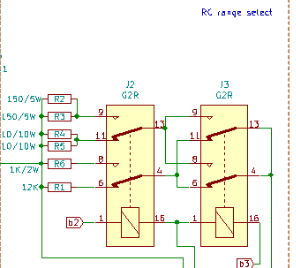 RG range select
1
J2
G2R
J3
G2R
150/5W R2
150/5W R3
10/10W R4
10/10W R5
1K/2W R6
12K R1
9 13 9 13
11 11
8 8
6 4 6 4
b2 1 16 1 16
b3